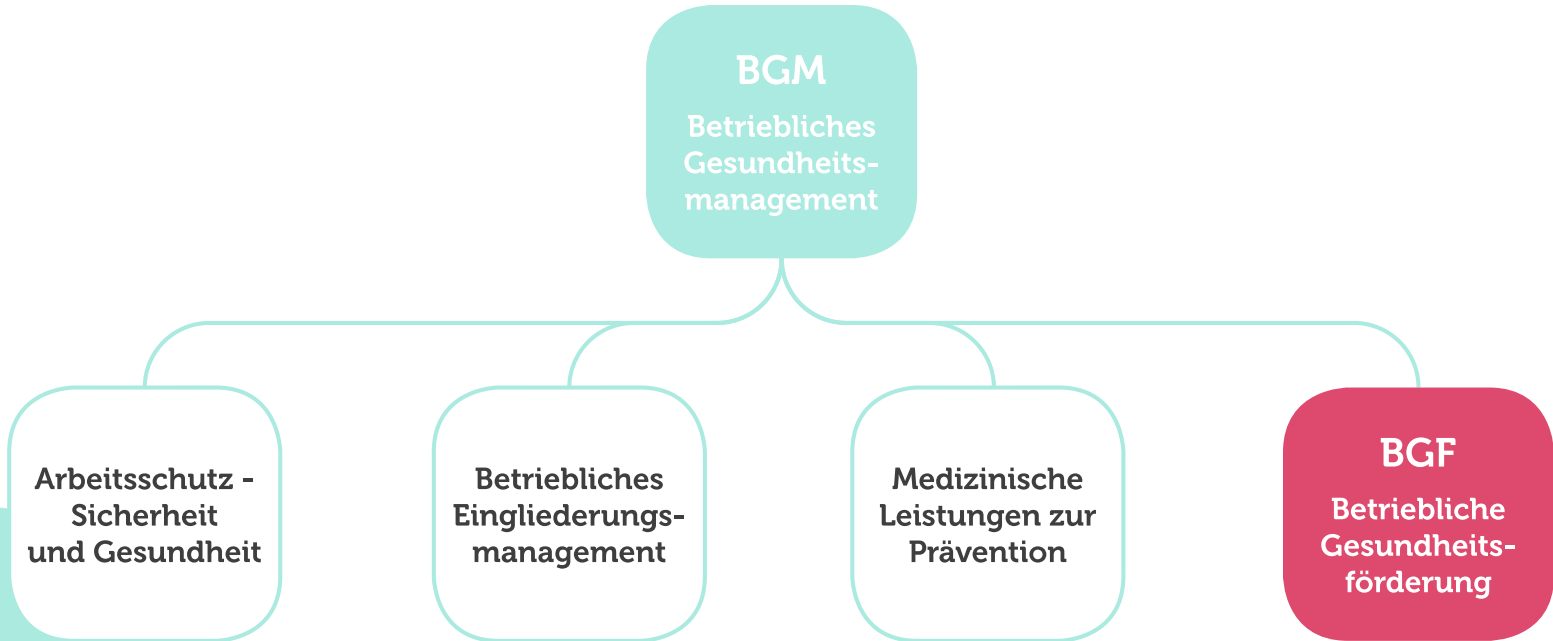 BGM
Betriebliches
Gesundheits-
management
Arbeitsschutz -
Sicherheit
und Gesundheit
Betriebliches
Eingliederungs-
management
Medizinische
Leistungen zur
Prävention
BGF
Betriebliche
Gesundheits-
förderung